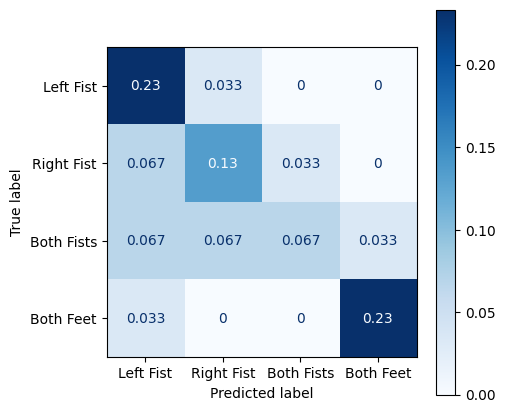 Left Fist 0.23 0.033 0 0
Right Fist 0.067 0.13 0.033 0
Both Fists 0.067 0.067 0.067 0.033
Both Feet 0.033 0 0 0.23
Left Fist Right Fist Both Fists Both Feet
Predicted label
True label
0.20
0.15
0.10
0.05
0.00